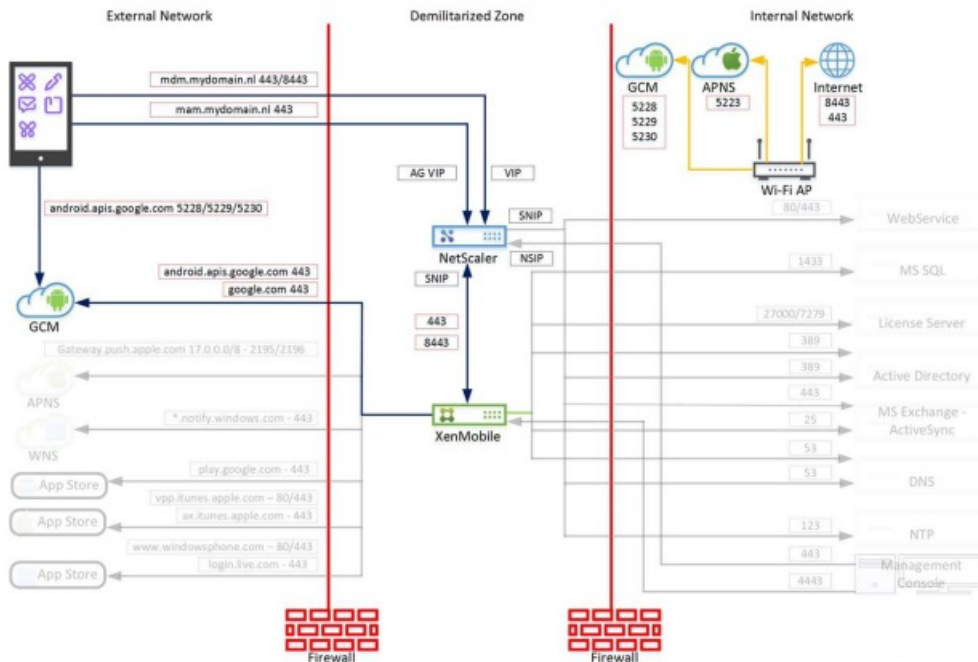 External Network
Demilitarized Zone
Internal Network
mdm.mydomain.nl 443/8443
mam.mydomain.nl 443
GCM
5228
5229
5230
APNS
5223
Internet
8443
443
Wi-Fi AP
AG VIP
VIP
android.apis.google.com 5228/5229/5230
SNIP
NetScaler
NSIP
SNIP
android.apis.google.com 443
google.com 443
GCM
443
8443
XenMobile
Gateway.push.apple.com 17.0.0.0/8 - 2195/2196
APNS
*.notify.windows.com - 443
WNS
play.google.com - 443
App Store
vpp.itunes.apple.com – 80/443
ax.itunes.apple.com - 443
App Store
www.windowsphone.com – 80/443
login.live.com - 443
App Store
80/443
WebService
1433
MS SQL
27000/7279
License Server
389
389
Active Directory
443
MS Exchange -
ActiveSync
25
53
53
DNS
123
NTP
443
Management
Console
4443
Firewall
Firewall